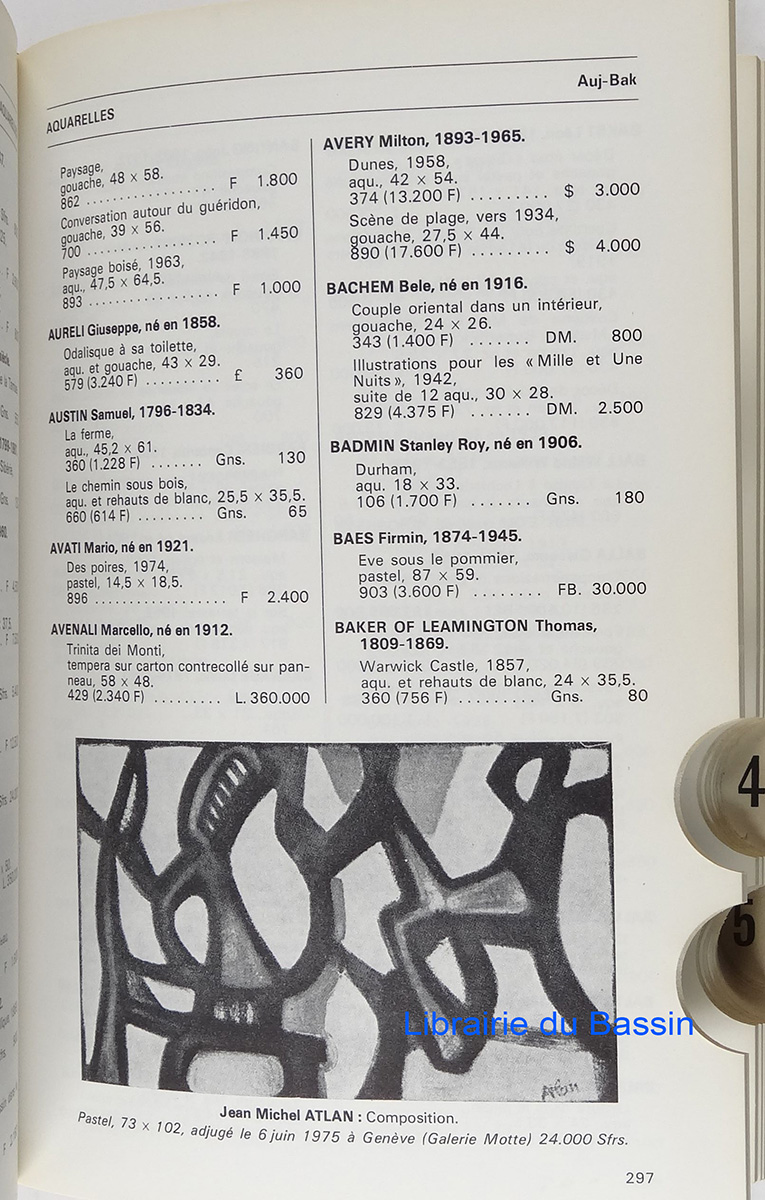 AQUARELLES
Auj-Bak
Paysage,
gouache, 48 × 58.
862 ................ F 1.800
Conversation autour du guéridon,
gouache, 39 × 56.
700 ................ F 1.450
Paysage boisé, 1963,
aqu., 47,5 × 64,5.
893 ................ F 1.000
AURELI Giuseppe, né en 1858.
Odalisque à sa toilette,
aqu. et gouache, 43 × 29.
579 (3.240 F) .......... £ 360
AUSTIN Samuel, 1796-1834.
La ferme,
aqu., 45,2 × 61.
360 (1.228 F) ....... Gns. 130
Le chemin sous bois,
aqu. et rehauts de blanc, 25,5 × 35,5.
660 (614 F) ......... Gns. 65
AVATI Mario, né en 1921.
Des poires, 1974,
pastel, 14,5 × 18,5.
896 ................. F 2.400
AVENALI Marcello, né en 1912.
Trinita dei Monti,
tempera sur carton contrecollé sur pan-
neau, 58 × 48.
429 (2.340 F) ......... L. 360.000
AVERY Milton, 1893-1965.
Dunes, 1958,
aqu., 42 × 54.
374 (13.200 F) ......... $ 3.000
Scène de plage, vers 1934,
gouache, 27,5 × 44.
890 (17.600 F) ......... $ 4.000
BACHEM Bele, né en 1916.
Couple oriental dans un intérieur,
gouache, 24 × 26.
343 (1.400 F) ....... DM. 800
Illustrations pour les « Mille et Une
Nuits », 1942,
suite de 12 aqu., 30 × 28.
829 (4.375 F) ....... DM. 2.500
BADMIN Stanley Roy, né en 1906.
Durham,
aqu. 18 × 33.
106 (1.700 F) ....... Gns. 180
BAES Firmin, 1874-1945.
Eve sous le pommier,
pastel, 87 × 59.
903 (3.600 F) ........ FB. 30.000
BAKER OF LEAMINGTON Thomas,
1809-1869.
Warwick Castle, 1857,
aqu. et rehauts de blanc, 24 × 35,5.
360 (756 F) ......... Gns. 80
4
5
Librairie du Bassin
Atlan
Jean Michel ATLAN : Composition.
Pastel, 73 × 102, adjugé le 6 juin 1975 à Genève (Galerie Motte) 24.000 Sfrs.
297